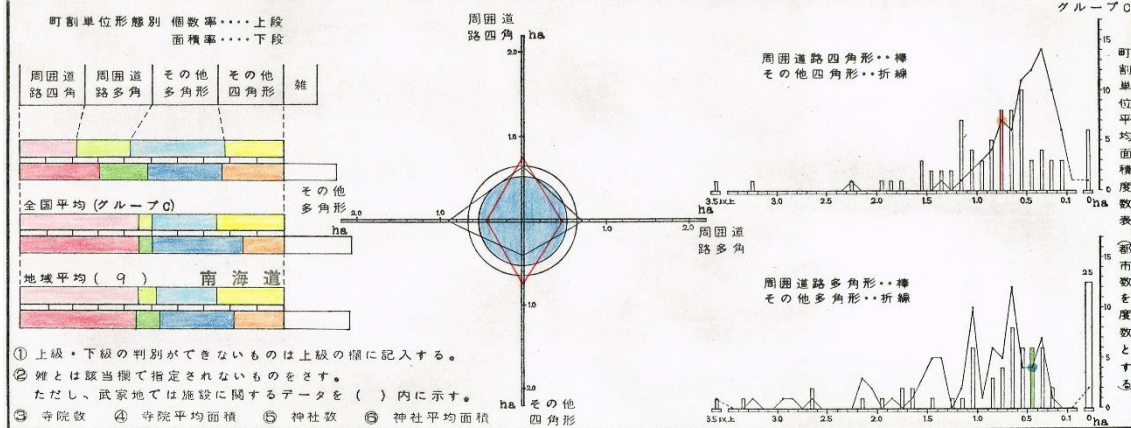 町割単位形態別 個数率・・・・上段
面積率・・・・下段
周囲道路四角
周囲道路多角
その他多角形
その他四角形
雑
全国平均(グループC)
地域平均(9) 南海道
① 上級・下級の判別ができないものは上級の欄に記入する。
② 雑とは該当欄で指定されないものをさす。
ただし、武家地では施設に関するデータを( )内に示す。
③ 寺院数 ④ 寺院平均面積 ⑤ 神社数 ⑥ 神社平均面積
周囲道路四角形
ha
2.0
1.0
その他多角形
ha
2.0
1.0
1.0
2.0
ha
周囲道路多角
1.0
2.0
ha
その他四角形
グループC
周囲道路四角形・・棒
その他四角形・・折線
15
10
5
0
3.5以上 3.0 2.5 2.0 1.5 1.0 0.5 0.1 0
ha
周囲道路多角形・・棒
その他多角形・・折線
25
15
10
5
0
3.5以上 3.0 2.5 2.0 1.5 1.0 0.5 0.1 0
ha
町割単位平均面積度数表
(都市数を度数とする)